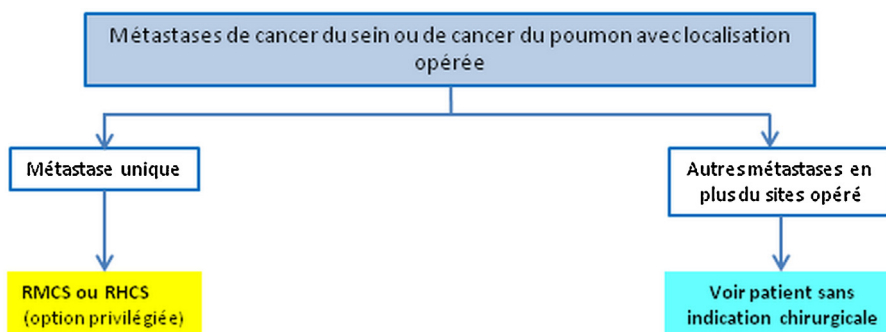 Métastases de cancer du sein ou de cancer du poumon avec localisation
opérée
Métastase unique
Autres métastases en
plus du sites opéré
RMCS ou RHCS
(option privilégiée)
Voir patient sans
indication chirurgicale